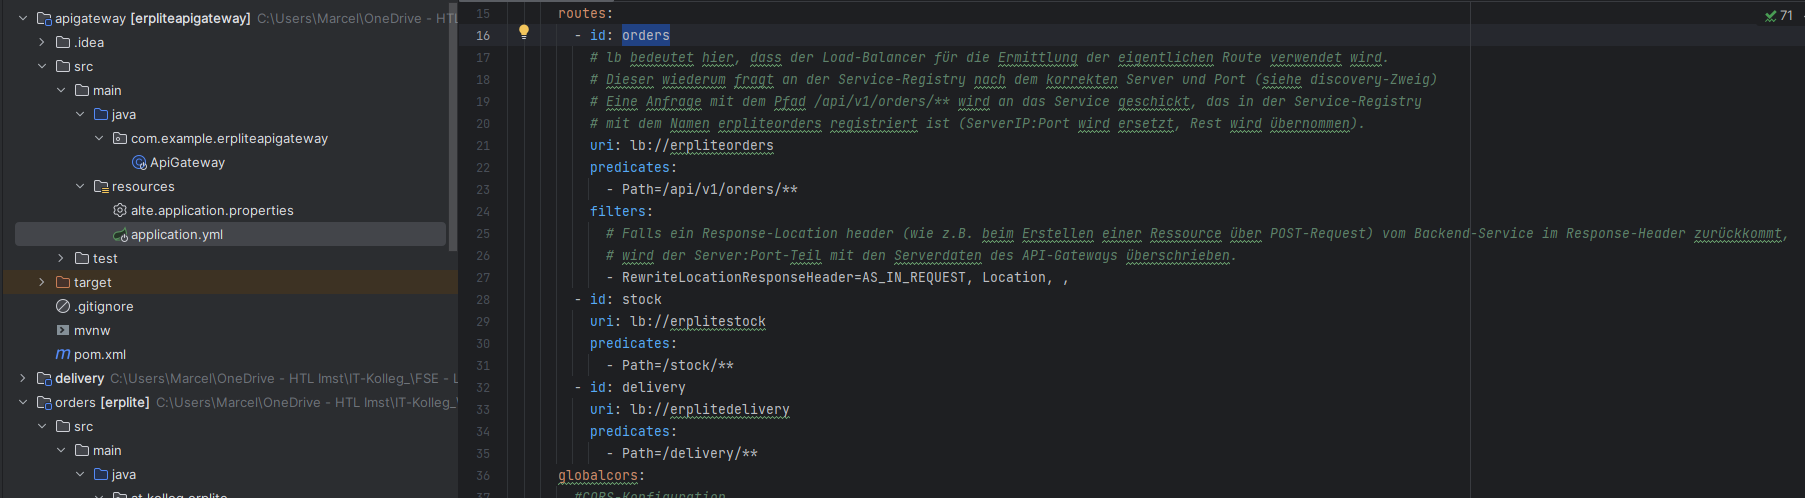 apigateway [erpliteapigateway] C:\Users\Marcel\OneDrive - HT
.idea
src
main
java
com.example.erpliteapigateway
ApiGateway
resources
alte.application.properties
application.yml
test
target
.gitignore
mvnw
m pom.xml
delivery C:\Users\Marcel\OneDrive - HTL Imst\IT-Kolleg_\FSE - L
orders [erplite] C:\Users\Marcel\OneDrive - HTL Imst\IT-Kolleg_\
src
main
java
at.kolleg.erplite
15 routes:
16 - id: orders
17 # lb bedeutet hier, dass der Load-Balancer für die Ermittlung der eigentlichen Route verwendet wird.
18 # Dieser wiederum fragt an der Service-Registry nach dem korrekten Server und Port (siehe discovery-Zweig)
19 # Eine Anfrage mit dem Pfad /api/v1/orders/** wird an das Service geschickt, das in der Service-Registry
20 # mit dem Namen erpliteorders registriert ist (ServerIP:Port wird ersetzt, Rest wird übernommen).
21 uri: lb://erpliteorders
22 predicates:
23 - Path=/api/v1/orders/**
24 filters:
25 # Falls ein Response-Location header (wie z.B. beim Erstellen einer Ressource über POST-Request) vom Backend-Service im Response-Header zurückkommt,
26 # wird der Server:Port-Teil mit den Serverdaten des API-Gateways überschrieben.
27 - RewriteLocationResponseHeader=AS_IN_REQUEST, Location, ,
28 - id: stock
29 uri: lb://erplitestock
30 predicates:
31 - Path=/stock/**
32 - id: delivery
33 uri: lb://erplitedelivery
34 predicates:
35 - Path=/delivery/**
36 globalcors:
37 #CORS-Konfiguration
71